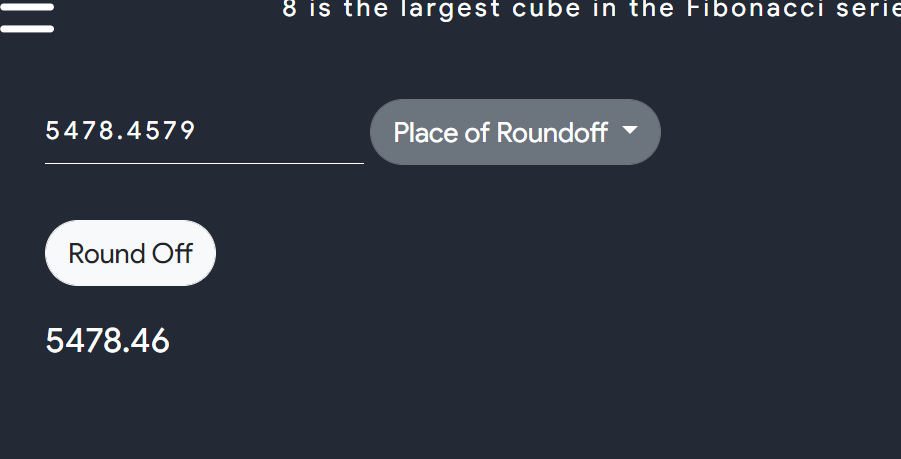 8 is the largest cube in the Fibonacci serie
5478.4579
Place of Roundoff
Round Off
5478.46